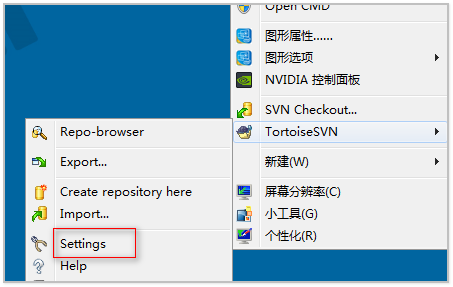 Open CMD
图形属性......
图形选项
NVIDIA 控制面板
SVN Checkout...
TortoiseSVN
新建(W)
屏幕分辨率(C)
小工具(G)
个性化(R)
Repo-browser
Export...
Create repository here
Import...
Settings
Help